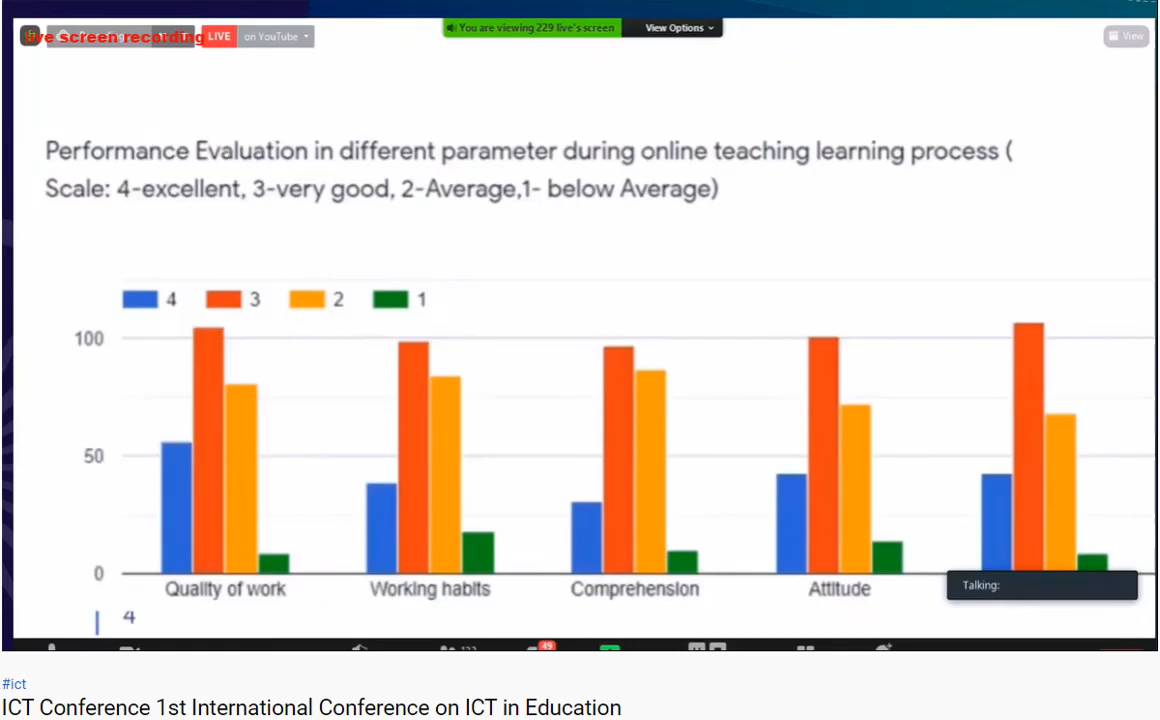 live screen recording
LIVE on YouTube
You are viewing 229 live's screen
View Options
View
Performance Evaluation in different parameter during online teaching learning process (
Scale: 4-excellent, 3-very good, 2-Average,1- below Average)
4 3 2 1
100
50
0
Quality of work Working habits Comprehension Attitude
Talking:
4
49
#ict
ICT Conference 1st International Conference on ICT in Education